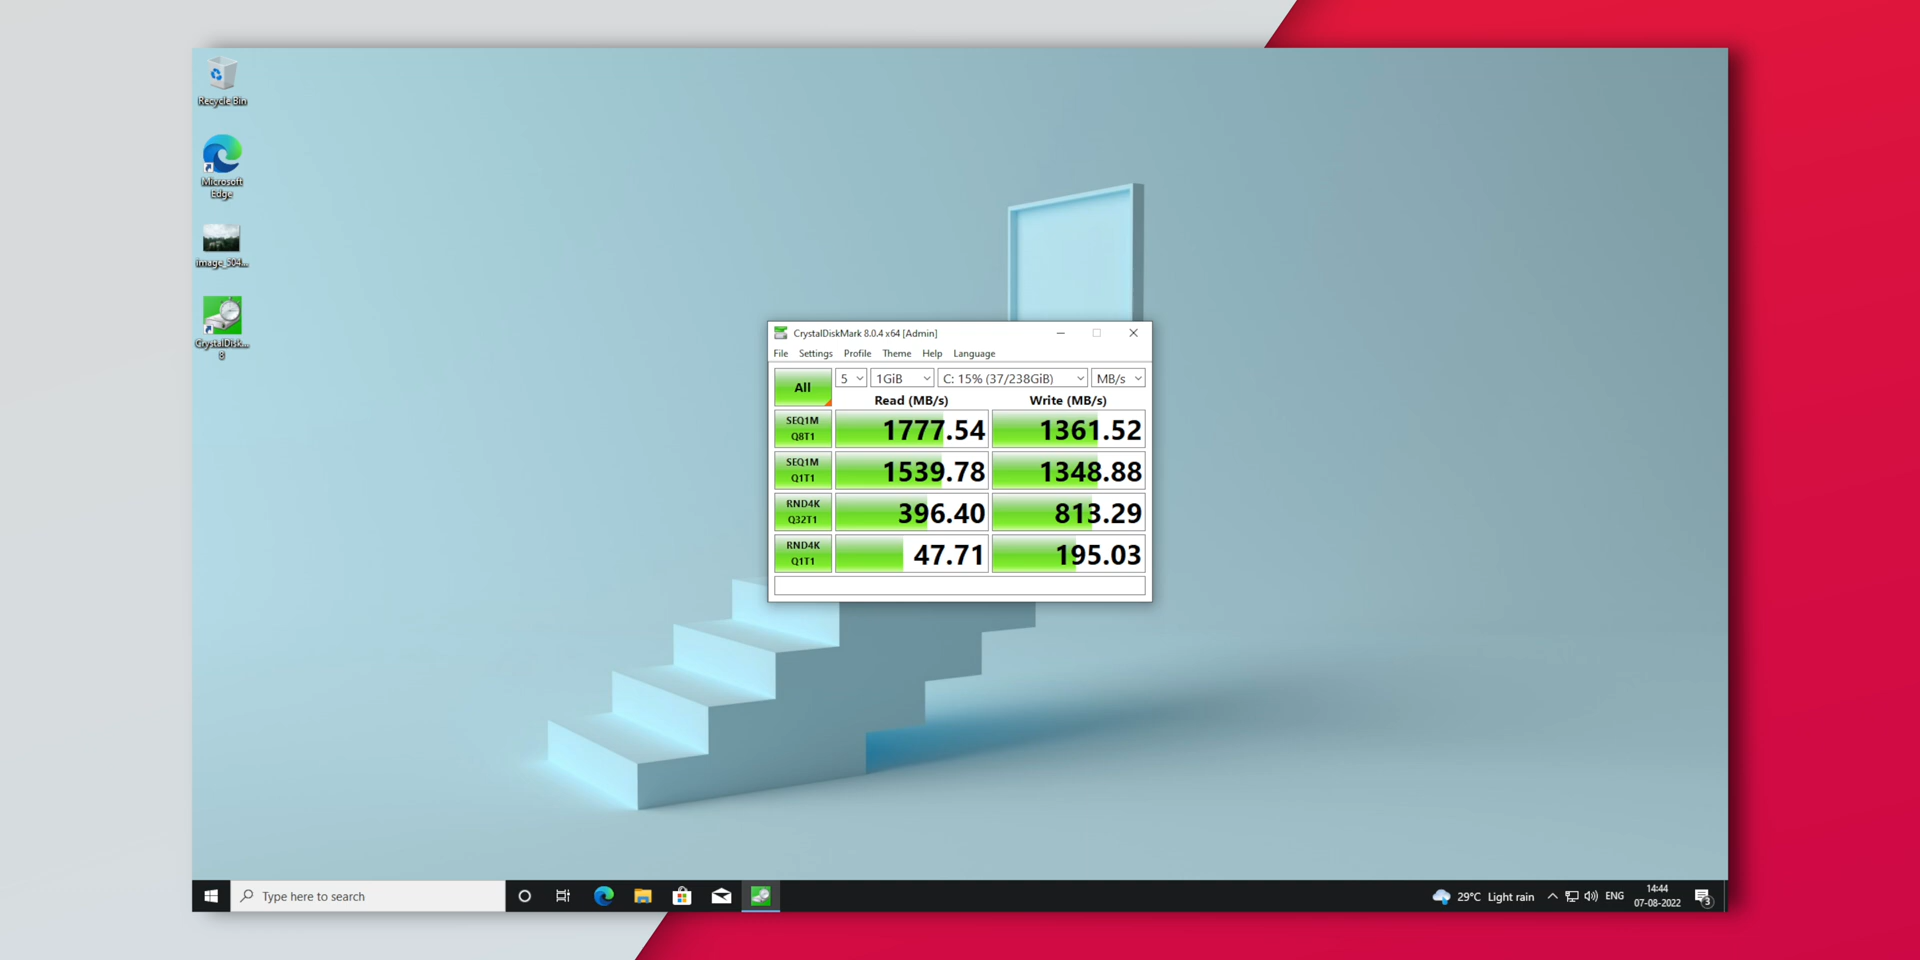 Recycle Bin
Microsoft
Edge
image_504...
CrystalDisk...
8
CrystalDiskMark 8.0.4 x64 [Admin]
File Settings Profile Theme Help Language
All
5 1GiB C: 15% (37/238GiB) MB/s
Read (MB/s) Write (MB/s)
SEQ1M
Q8T1
1777.54 1361.52
SEQ1M
Q1T1
1539.78 1348.88
RND4K
Q32T1
396.40 813.29
RND4K
Q1T1
47.71 195.03
Type here to search
29°C Light rain
ENG
14:44
07-08-2022
3